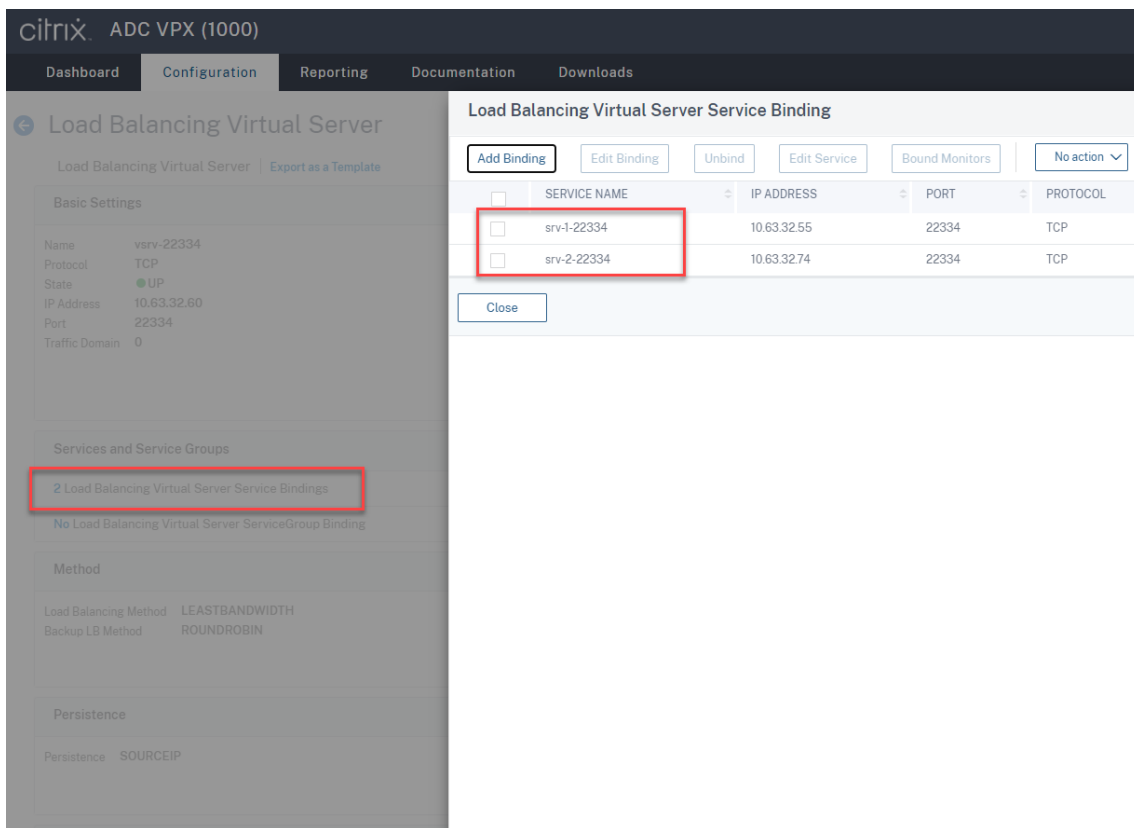 citrix. ADC VPX (1000)
Dashboard Configuration Reporting Documentation Downloads
Load Balancing Virtual Server
Load Balancing Virtual Server | Export as a Template
Basic Settings
Name vsrv-22334
Protocol TCP
State UP
IP Address 10.63.32.60
Port 22334
Traffic Domain 0
Services and Service Groups
2 Load Balancing Virtual Server Service Bindings
No Load Balancing Virtual Server ServiceGroup Binding
Method
Load Balancing Method LEASTBANDWIDTH
Backup LB Method ROUNDROBIN
Persistence
Persistence SOURCEIP
Load Balancing Virtual Server Service Binding
Add Binding Edit Binding Unbind Edit Service Bound Monitors No action
SERVICE NAME IP ADDRESS PORT PROTOCOL
srv-1-22334 10.63.32.55 22334 TCP
srv-2-22334 10.63.32.74 22334 TCP
Close